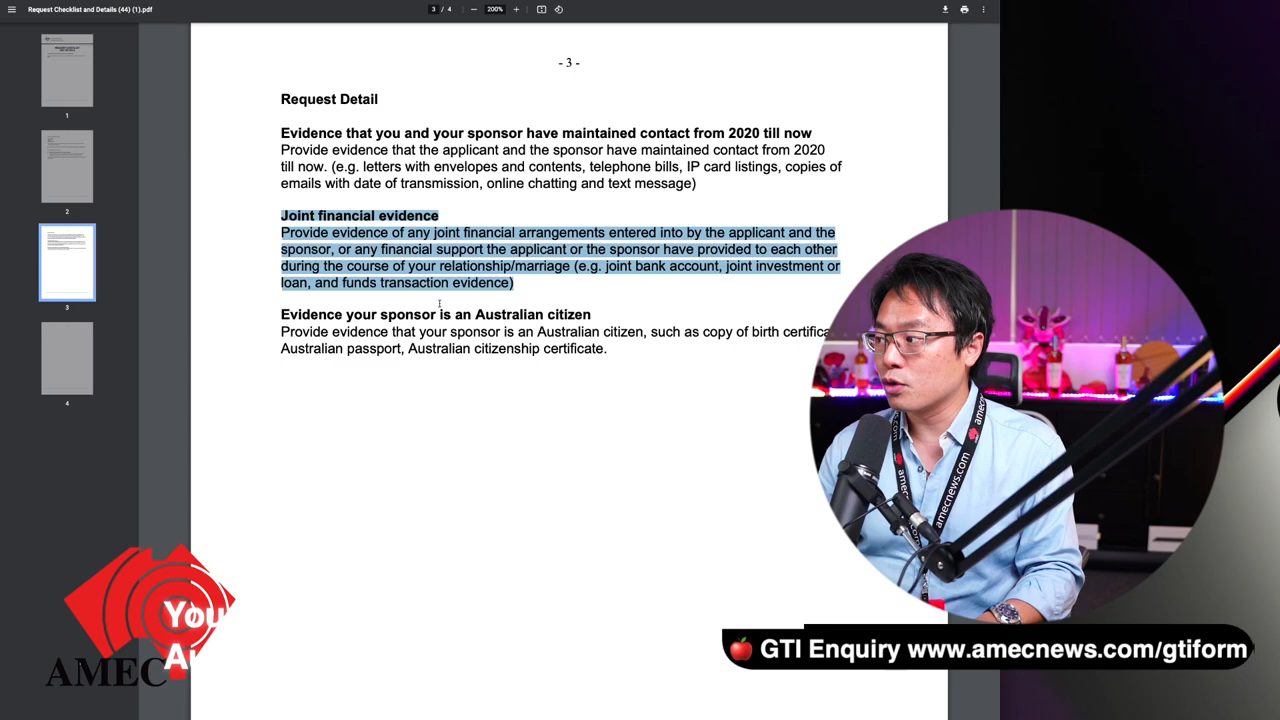 Request Checklist and Details (44) (1).pdf
3 / 4
200%
- 3 -
Request Detail
Evidence that you and your sponsor have maintained contact from 2020 till now
Provide evidence that the applicant and the sponsor have maintained contact from 2020
till now. (e.g. letters with envelopes and contents, telephone bills, IP card listings, copies of
emails with date of transmission, online chatting and text message)
Joint financial evidence
Provide evidence of any joint financial arrangements entered into by the applicant and the
sponsor, or any financial support the applicant or the sponsor have provided to each other
during the course of your relationship/marriage (e.g. joint bank account, joint investment or
loan, and funds transaction evidence)
Evidence your sponsor is an Australian citizen
Provide evidence that your sponsor is an Australian citizen, such as copy of birth certifica
Australian passport, Australian citizenship certificate.
1
2
3
4
.com
amecnews.com
amec
You
Au
AMEC
GTI Enquiry www.amecnews.com/gtiform